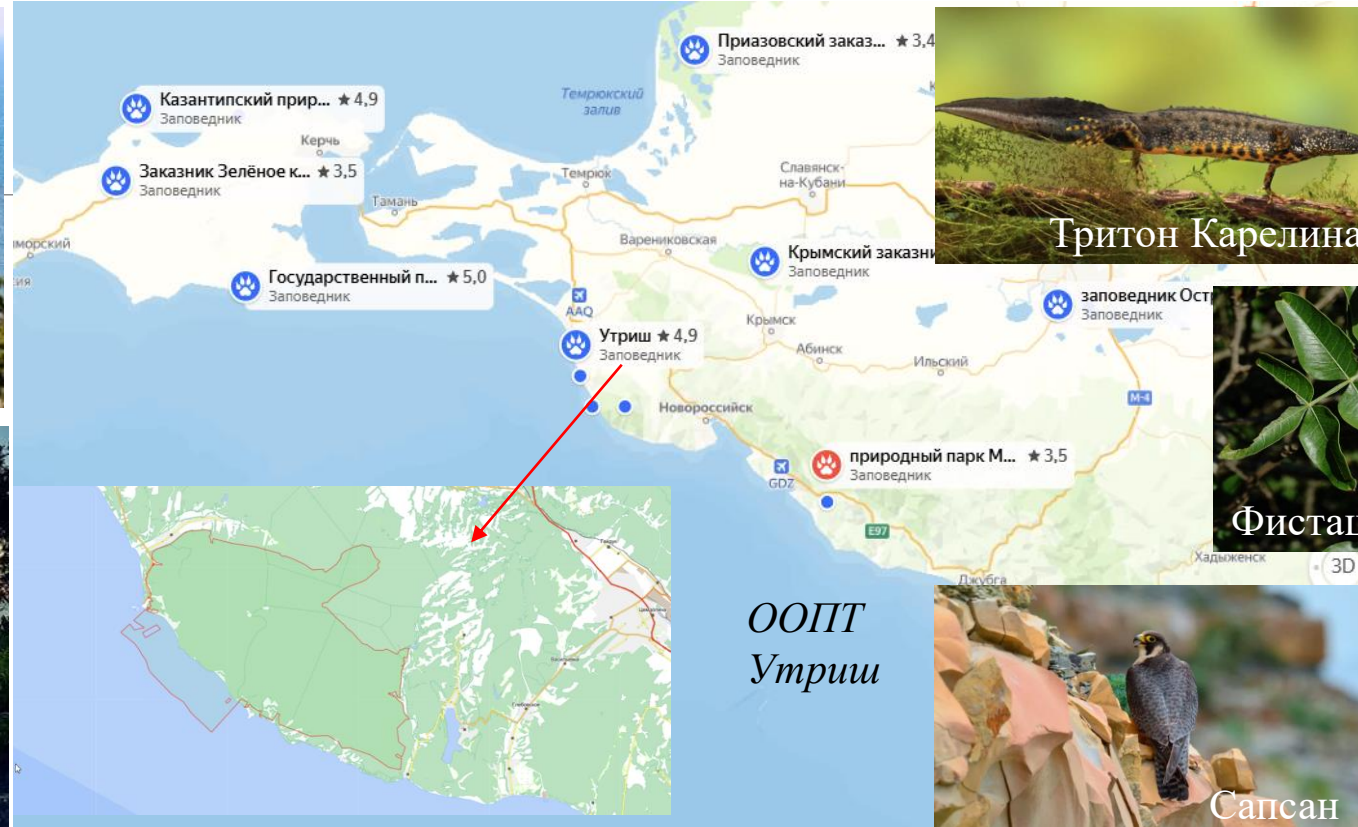 Приазовский заказ... ★ 3,4
Заповедник
Казантипский прир... ★ 4,9
Заповедник
Темрюкский
залив
Керчь
Заказник Зелёное к... ★ 3,5
Заповедник
Темрюк
Славянск-
на-Кубани
Тамань
Тритон Карелина
Варениковская
иморский
Крымский заказни
Заповедник
Государственный п... ★ 5,0
Заповедник
заповедник Остр
Заповедник
AAQ
Крымск
Утриш ★ 4,9
Заповедник
Абинск
Ильский
М-4
Новороссийск
природный парк М... ★ 3,5
Заповедник
GDZ
E97
Фисташ
Хадыженск
3D
Джубга
ООПТ
Утриш
Сапсан